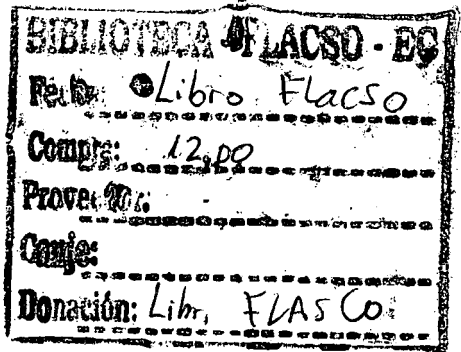 BIBLIOTECA FLACSO - EC
Fecha: Libro Flacso
Compra: 12,00
Proveedor:
Canje:
Donación: Libr, FLASCO